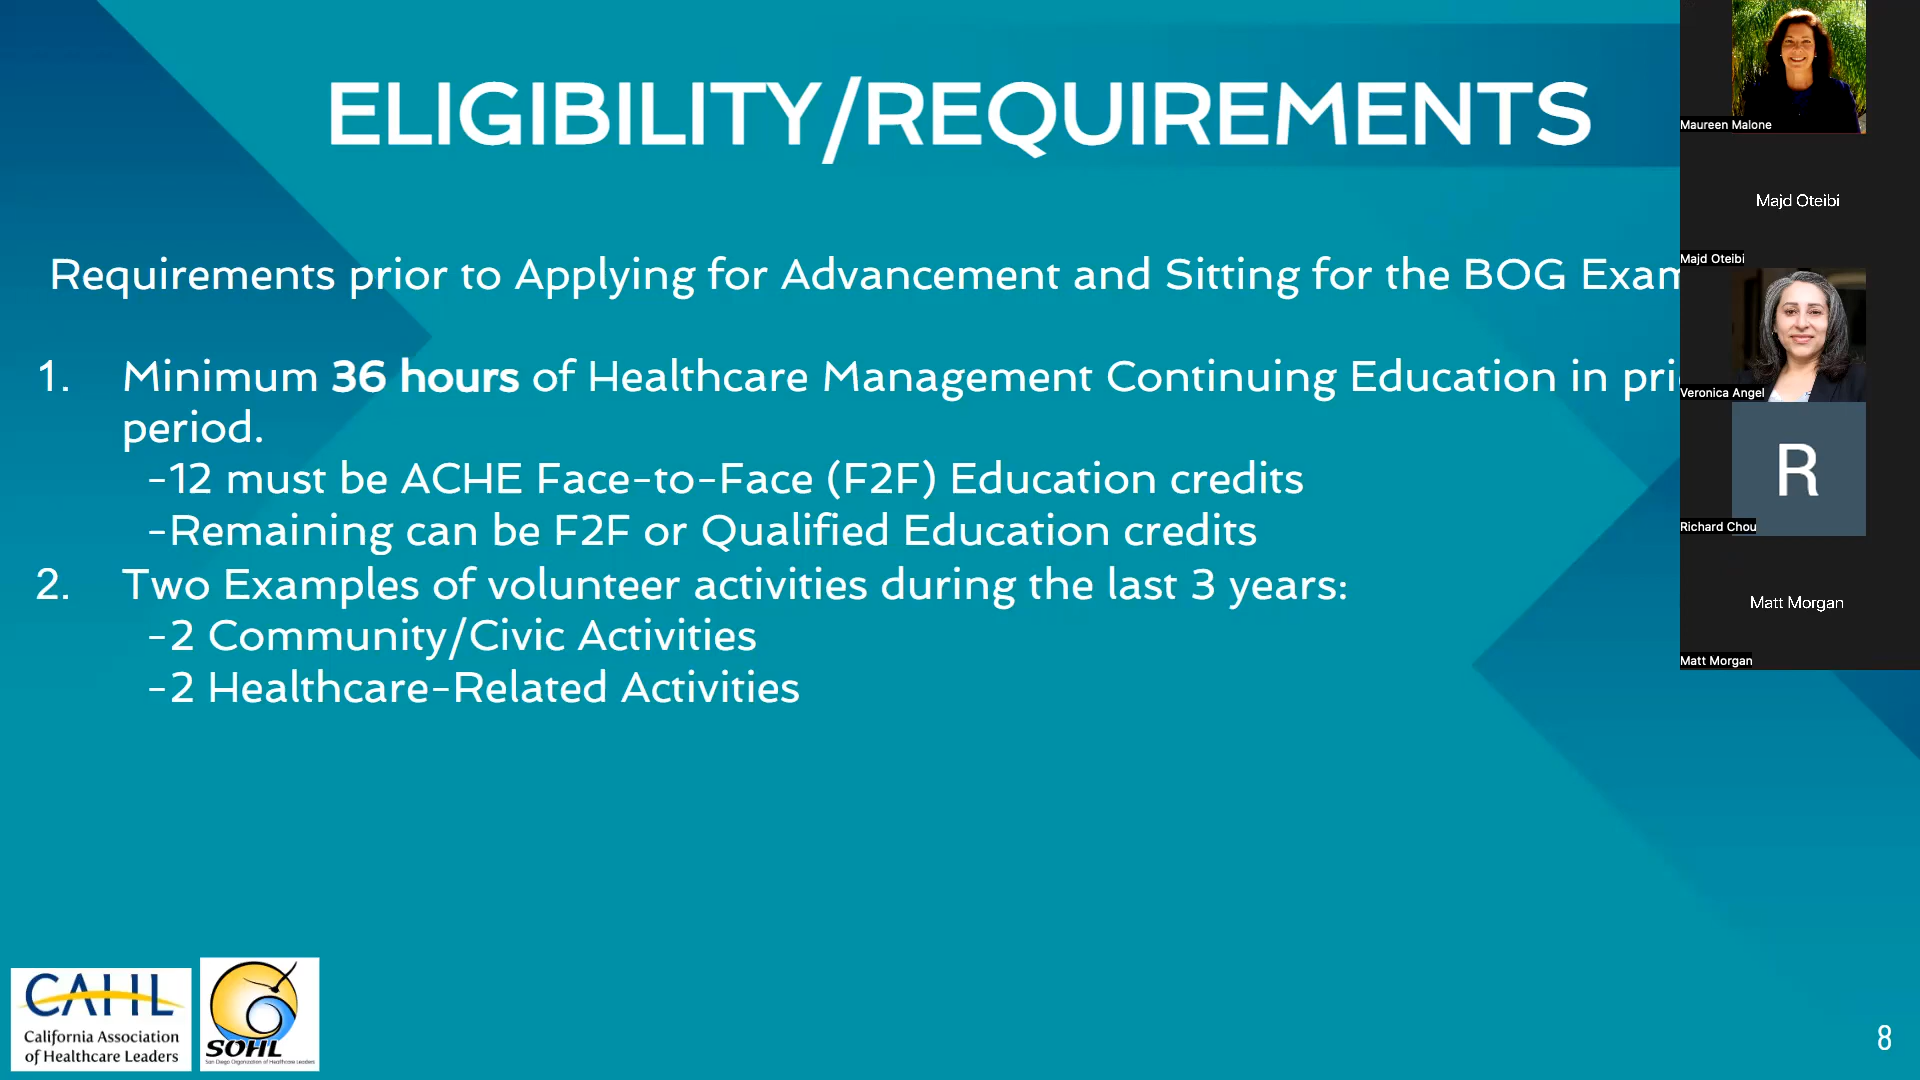 ELIGIBILITY/REQUIREMENTS
Requirements prior to Applying for Advancement and Sitting for the BOG Exam
1. Minimum 36 hours of Healthcare Management Continuing Education in
period.
-12 must be ACHE Face-to-Face (F2F) Education credits
-Remaining can be F2F or Qualified Education credits
2. Two Examples of volunteer activities during the last 3 years:
-2 Community/Civic Activities
-2 Healthcare-Related Activities
CAHL
California Association
of Healthcare Leaders
SOHL
San Diego Organization of Healthcare Leaders
8
Maureen Malone
Majd Oteibi
Majd Oteibi
Veronica Angel
R
Richard Chou
Matt Morgan
Matt Morgan